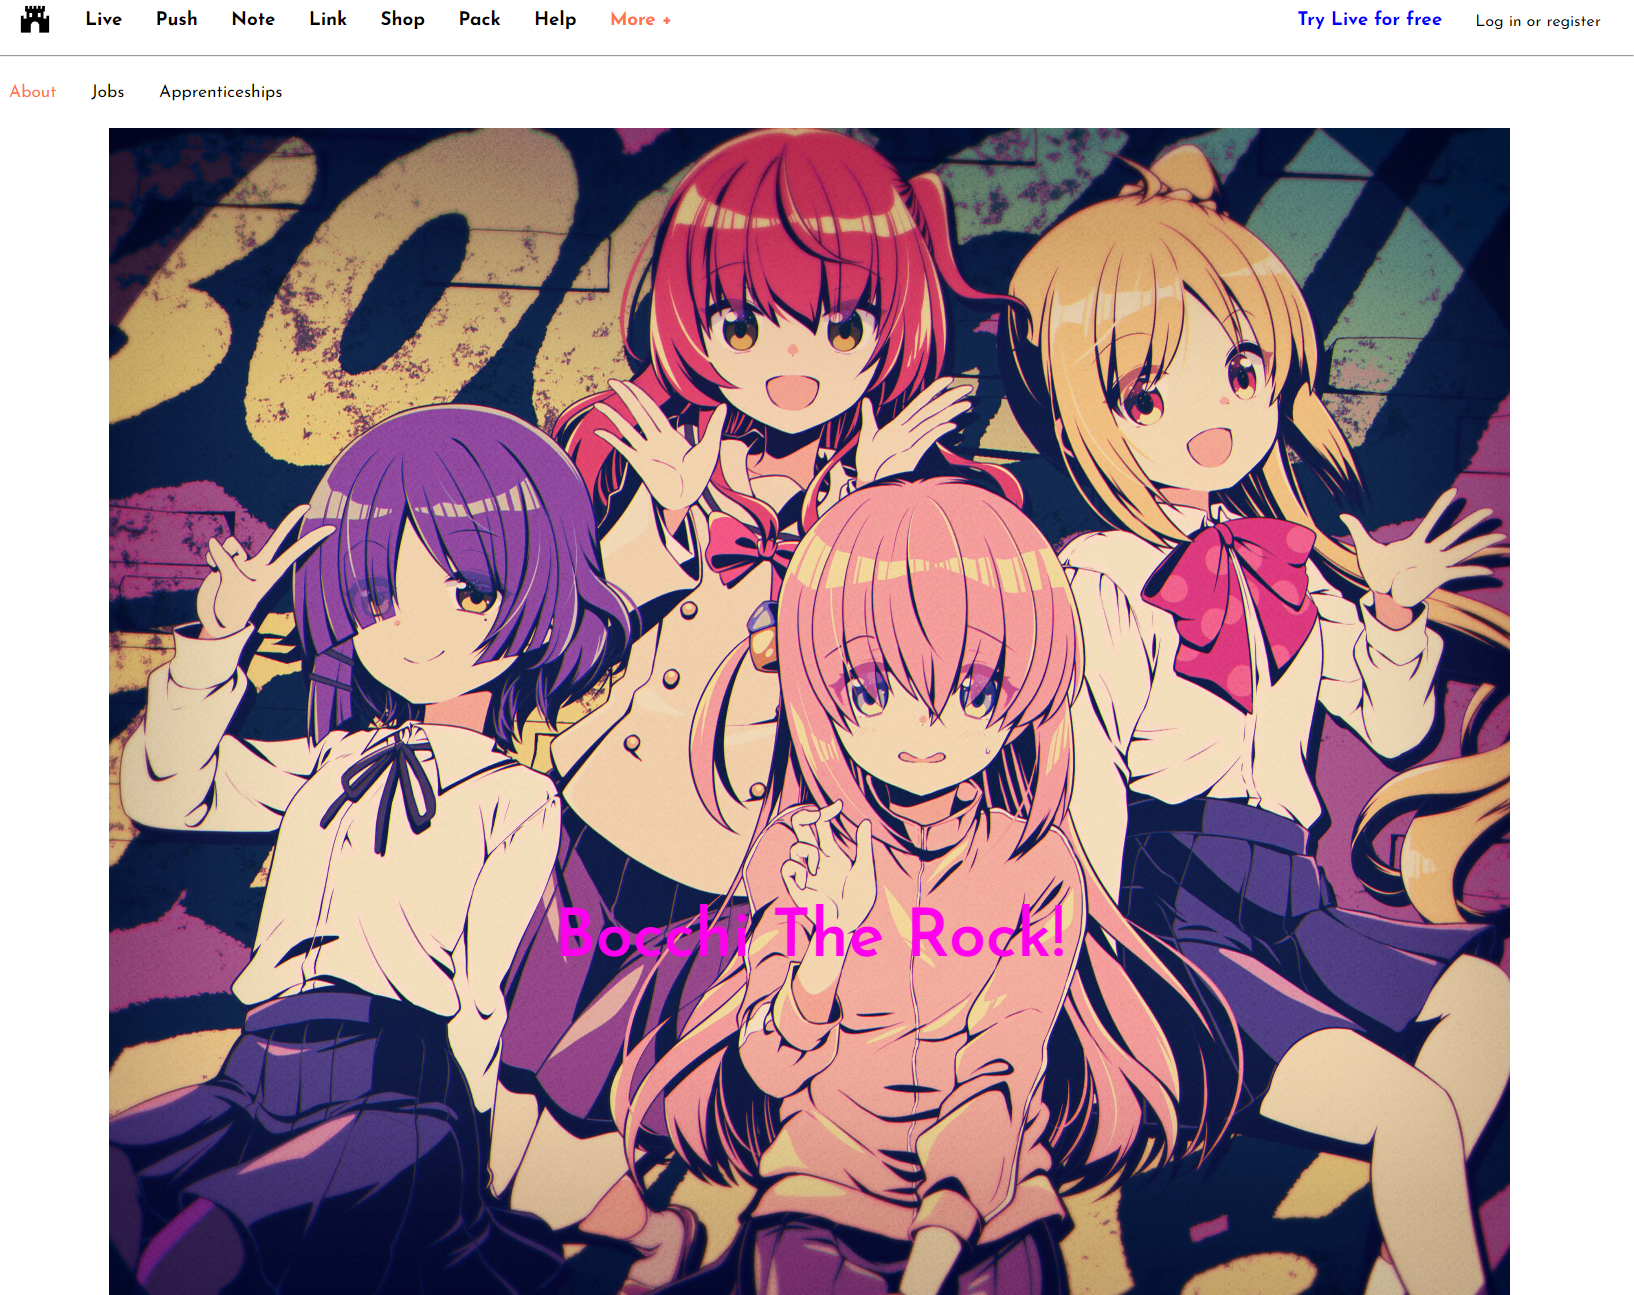 Live Push Note Link Shop Pack Help More + Try Live for free Log in or register
About Jobs Apprenticeships
Bocchi The Rock!